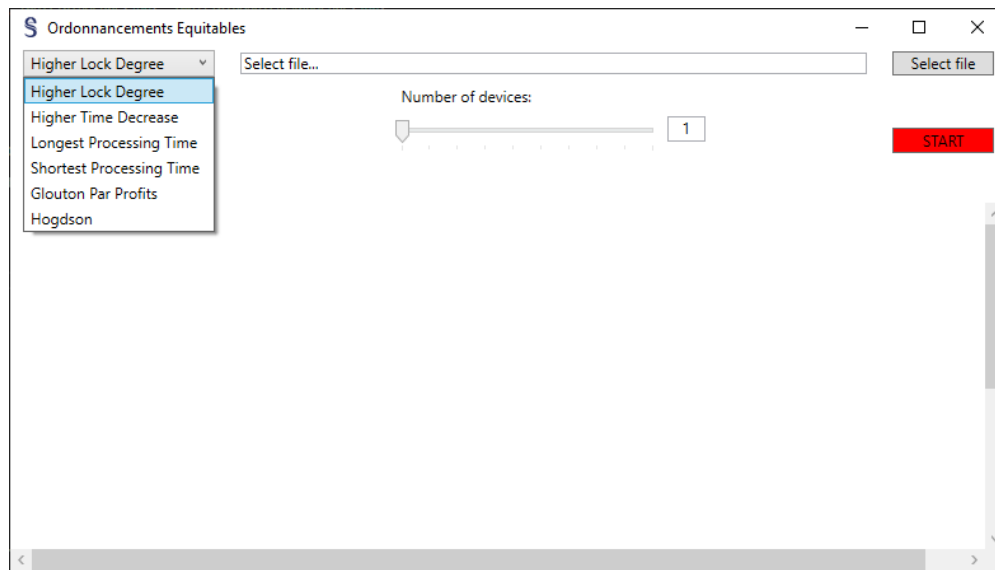 Ordonnancements Equitables
Higher Lock Degree
Select file...
Select file
Higher Lock Degree
Higher Time Decrease
Longest Processing Time
Shortest Processing Time
Glouton Par Profits
Hogdson
Number of devices:
1
START